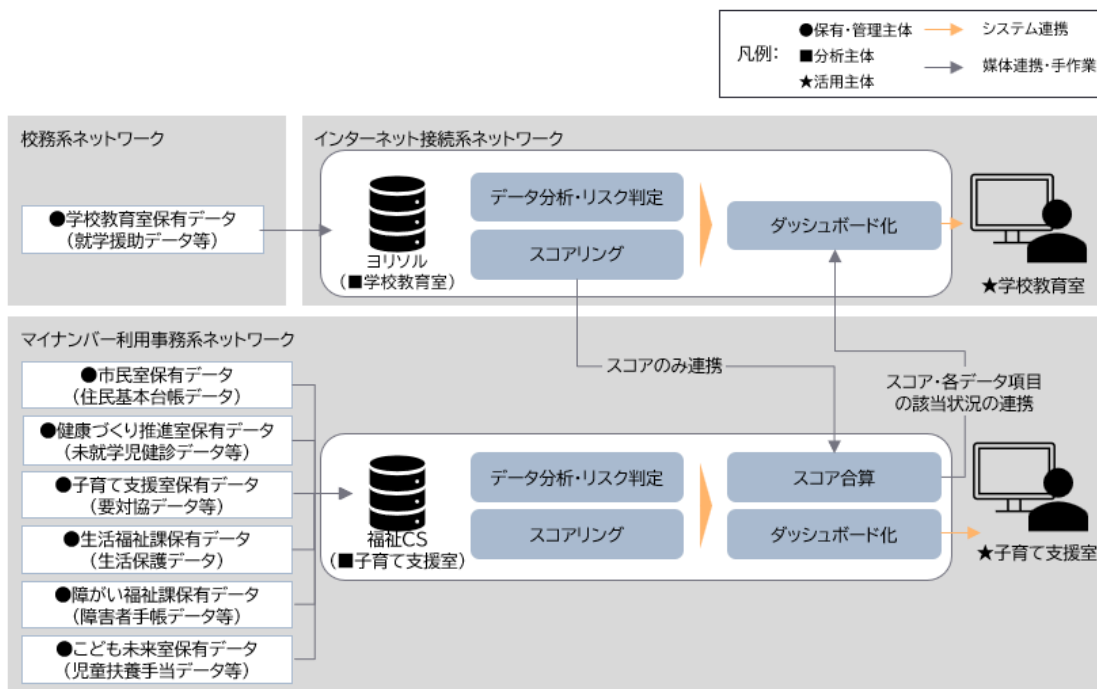 凡例:
●保有・管理主体
■分析主体
★活用主体
システム連携
媒体連携・手作業
校務系ネットワーク
●学校教育室保有データ
(就学援助データ等)
インターネット接続系ネットワーク
ヨリソル
(■学校教育室)
データ分析・リスク判定
スコアリング
ダッシュボード化
★学校教育室
マイナンバー利用事務系ネットワーク
スコアのみ連携
スコア・各データ項目
の該当状況の連携
●市民室保有データ
(住民基本台帳データ)
●健康づくり推進室保有データ
(未就学児健診データ等)
●子育て支援室保有データ
(要対協データ等)
●生活福祉課保有データ
(生活保護データ)
●障がい福祉課保有データ
(障害者手帳データ等)
●こども未来室保有データ
(児童扶養手当データ等)
福祉CS
(■子育て支援室)
データ分析・リスク判定
スコアリング
スコア合算
ダッシュボード化
★子育て支援室